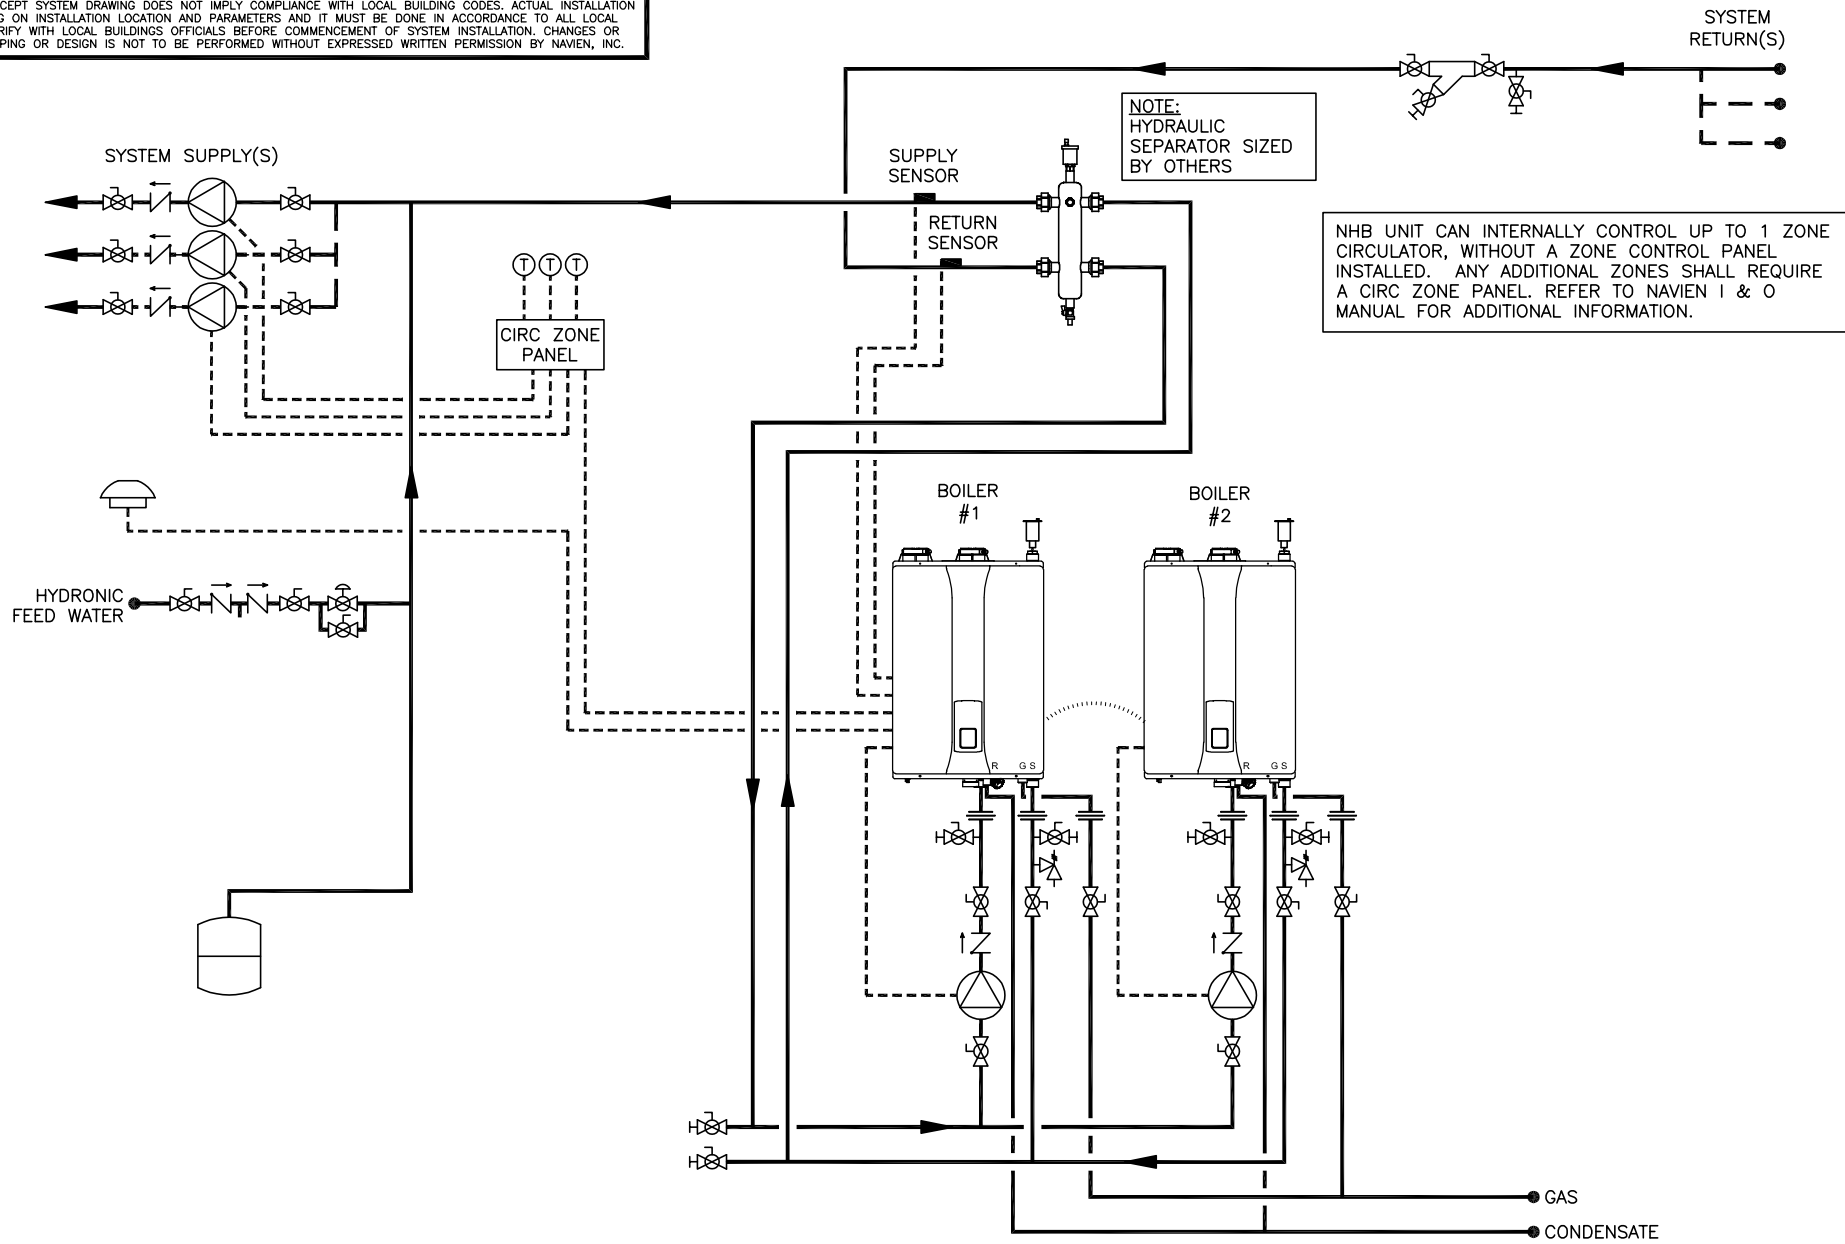 CEPT SYSTEM DRAWING DOES NOT IMPLY COMPLIANCE WITH LOCAL BUILDING CODES. ACTUAL INSTALLATION
G ON INSTALLATION LOCATION AND PARAMETERS AND IT MUST BE DONE IN ACCORDANCE TO ALL LOCAL
RIFY WITH LOCAL BUILDINGS OFFICIALS BEFORE COMMENCEMENT OF SYSTEM INSTALLATION. CHANGES OR
PING OR DESIGN IS NOT TO BE PERFORMED WITHOUT EXPRESSED WRITTEN PERMISSION BY NAVIEN, INC.
SYSTEM
RETURN(S)
NOTE:
HYDRAULIC
SEPARATOR SIZED
BY OTHERS
SYSTEM SUPPLY(S)
SUPPLY
SENSOR
RETURN
SENSOR
NHB UNIT CAN INTERNALLY CONTROL UP TO 1 ZONE
CIRCULATOR, WITHOUT A ZONE CONTROL PANEL
INSTALLED. ANY ADDITIONAL ZONES SHALL REQUIRE
A CIRC ZONE PANEL. REFER TO NAVIEN I & O
MANUAL FOR ADDITIONAL INFORMATION.
T T T
CIRC ZONE
PANEL
BOILER
#1
BOILER
#2
HYDRONIC
FEED WATER
R G S
R G S
GAS
CONDENSATE